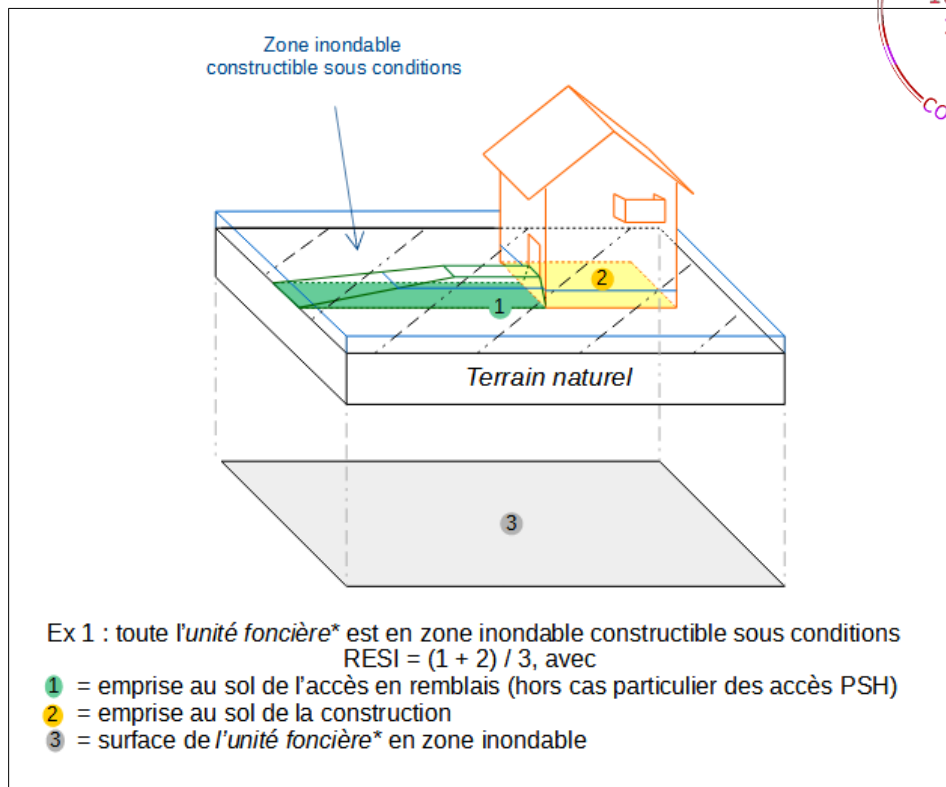 Zone inondable
constructible sous conditions
CO
2
1
Terrain naturel
3
Ex 1 : toute l'unité foncière* est en zone inondable constructible sous conditions
RESI = (1 + 2) / 3, avec
1 = emprise au sol de l'accès en remblais (hors cas particulier des accès PSH)
2 = emprise au sol de la construction
3 = surface de l'unité foncière* en zone inondable